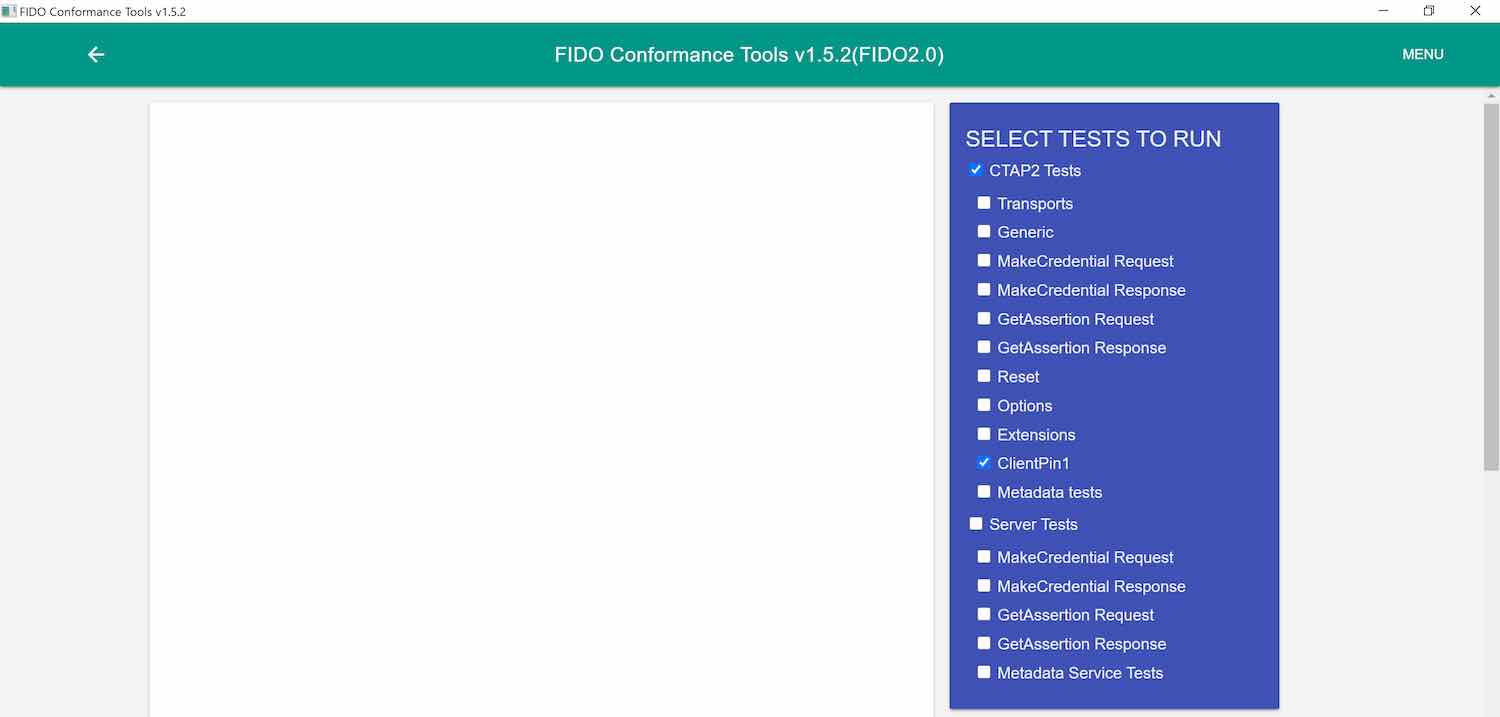 FIDO Conformance Tools v1.5.2
FIDO Conformance Tools v1.5.2(FIDO2.0)
MENU
SELECT TESTS TO RUN
CTAP2 Tests
Transports
Generic
MakeCredential Request
MakeCredential Response
GetAssertion Request
GetAssertion Response
Reset
Options
Extensions
ClientPin1
Metadata tests
Server Tests
MakeCredential Request
MakeCredential Response
GetAssertion Request
GetAssertion Response
Metadata Service Tests